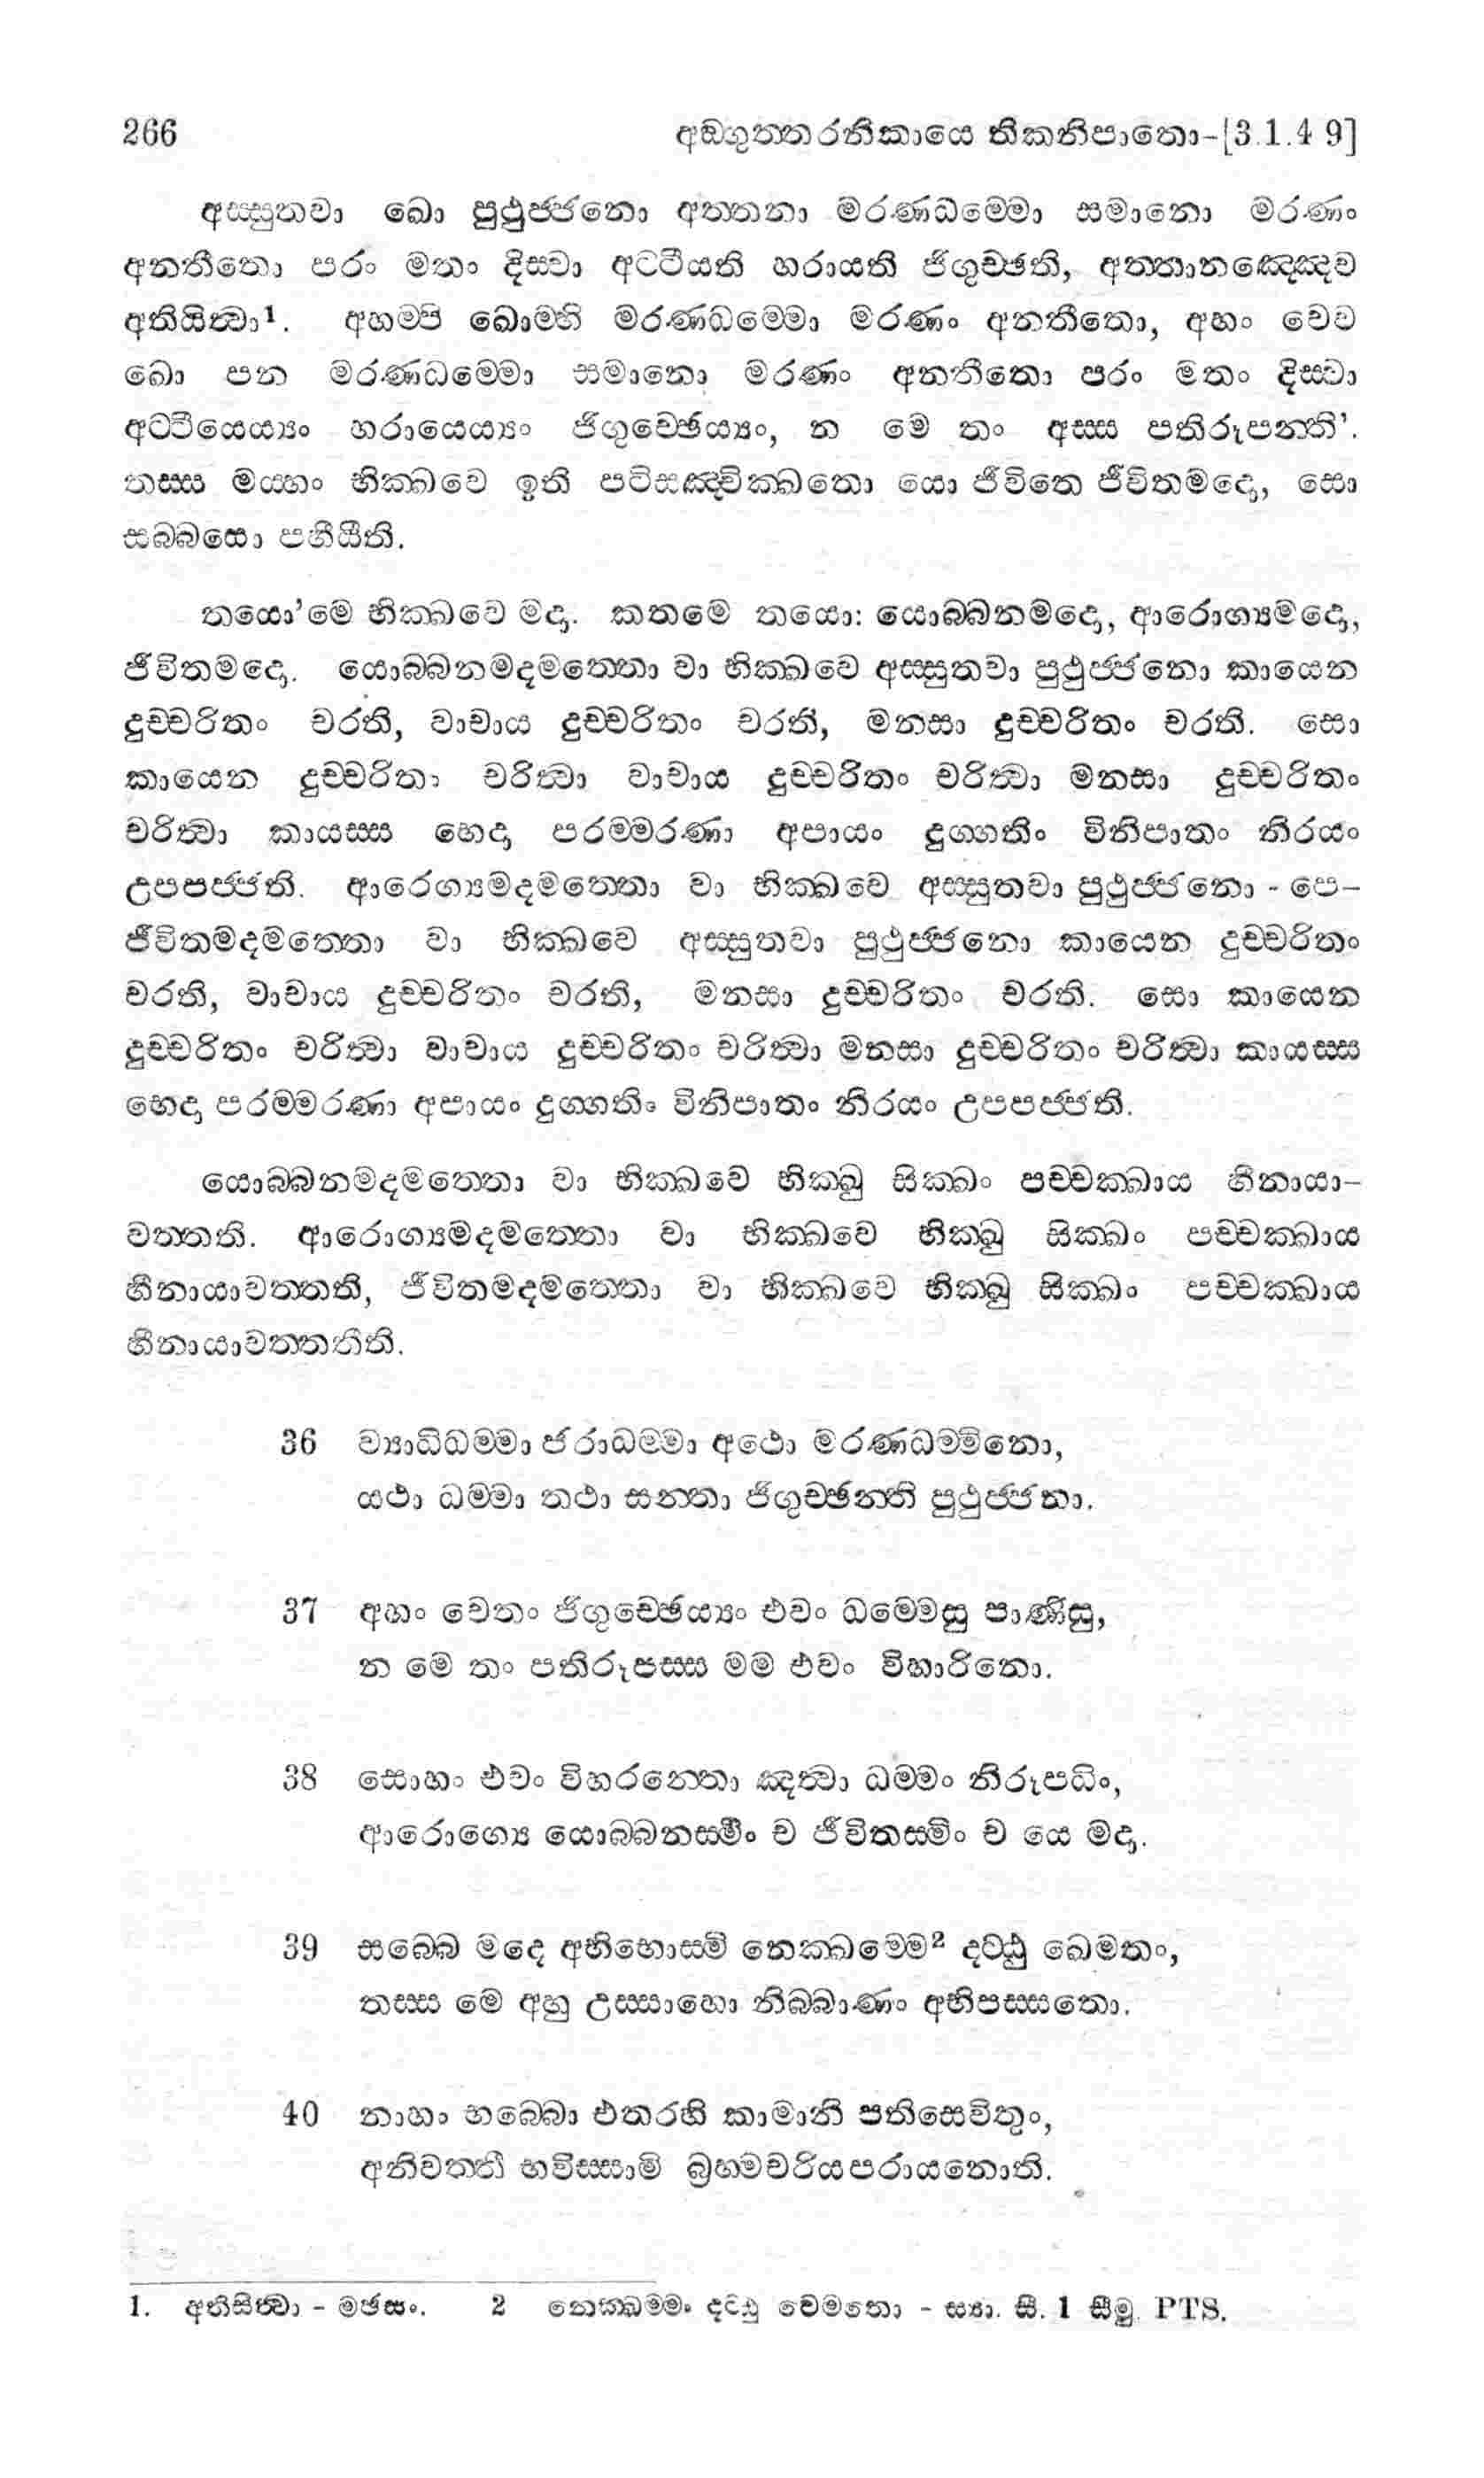 266 අඞගුත්තරනිකායෙ තිකනිපාතො-[3.1.4 9]
අස්සුතවා ඛො පුථුජ්ජනො අත්තනා මරණධම්මො සමානො මරණං
අනතීතො පරං මතං දිස්වා අට්ටීයති හරායති ජිගුච්ඡති, අත්තානඤ්ඤෙව
අතියිත්වා¹. අහම්පි ඛොම්හි මරණධම්මො මරණං අනතීතො, අහං චෙව
ඛො පන මරණධම්මො සමානො මරණං අනතීතො පරං මතං දිස්වා
අට්ටීයෙය්‍යං හරායෙය්‍යං ජිගුච්ඡෙය්‍යං, න මෙ තං අස්ස පතිරූපන්ති’.
තස්ස මය්හං භික්ඛවෙ ඉති පටිසඤ්චික්ඛතො යො ජීවිතෙ ජීවිතමදො, සො
සබ්බසො පහීයීති.
තයො’මෙ භික්ඛවෙ මදා. කතමෙ තයො: යොබ්බනමදො, ආරොග්‍යමදො,
ජීවිතමදො. යොබ්බනමදමත්තො වා භික්ඛවෙ අස්සුතවා පුථුජ්ජනො කායෙන
දුච්චරිතං චරති, වාචාය දුච්චරිතං චරති, මනසා දුච්චරිතං චරති. සො
කායෙන දුච්චරිතං චරිත්වා වාචාය දුච්චරිතං චරිත්වා මනසා දුච්චරිතං
චරිත්වා කායස්ස භෙදා පරම්මරණා අපායං දුග්ගතිං විනිපාතං නිරයං
උපපජ්ජති. ආරෙග්‍යමදමත්තො වා භික්ඛවෙ අස්සුතවා පුථුජ්ජනො - පෙ-
ජීවිතමදමත්තො වා භික්ඛවෙ අස්සුතවා පුථුජ්ජනො කායෙන දුච්චරිතං
චරති, වාචාය දුච්චරිතං චරති, මනසා දුච්චරිතං චරති. සො කායෙන
දුච්චරිතං චරිත්වා වාචාය දුච්චරිතං චරිත්වා මනසා දුච්චරිතං චරිත්වා කායස්ස
භෙදා පරම්මරණා අපායං දුග්ගතිං විනිපාතං නිරයං උපපජ්ජති.
යොබ්බනමදමත්තො වා භික්ඛවෙ භික්ඛු සික්ඛං පච්චක්ඛාය හීනායා-
වත්තති. ආරොග්‍යමදමත්තො වා භික්ඛවෙ භික්ඛු සික්ඛං පච්චක්ඛාය
හීනායාවත්තති, ජීවිතමදමත්තො වා භික්ඛවෙ භික්ඛු සික්ඛං පච්චක්ඛාය
හීනායාවත්තතීති.
36 ව්‍යාධිධම්මා ජරාධම්මා අථො මරණධම්මිනො,
යථා ධම්මා තථා සන්තා ජිගුච්ඡන්ති පුථුජ්ජනා.
37 අහං චෙතං ජිගුච්ඡෙය්‍යං එවං ධම්මෙසු පාණිසු,
න මෙ තං පතිරූපස්ස මම එවං විහාරිනො.
38 සොහං එවං විහරන්තො ඤත්වා ධම්මං නිරූපධිං,
ආරොග්‍යෙ යොබ්බනස්මිං ච ජීවිතස්මිං ච යෙ මදා.
39 සබ්බෙ මදෙ අභිභොස්මි නෙක්ඛම්මෙ² දට්ඨු ඛෙමතං,
තස්ස මෙ අහු උස්සාහො නිබ්බාණං අභිපස්සතො.
40 නාහං භබ්බො එතරහි කාමානි පතිසෙවිතුං,
අනිවත්තී භවිස්සාමි බ්‍රහ්මචරියපරායනොති.
1. අතිසිත්වා - මඡසං. 2 නෙක්ඛම්මං දට්ඨු ඛෙමතො - ස්‍යා. සී. 1 සීමු. PTS.